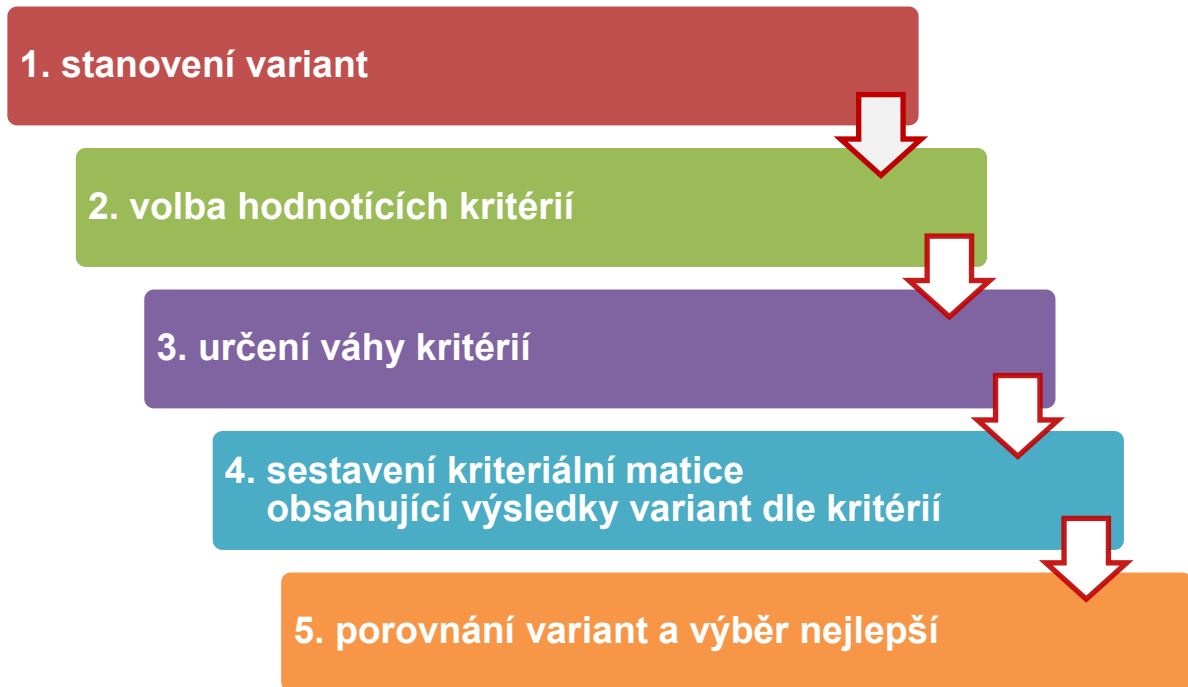 1. stanovení variant
2. volba hodnotících kritérií
3. určení váhy kritérií
4. sestavení kriteriální matice
obsahující výsledky variant dle kritérií
5. porovnání variant a výběr nejlepší